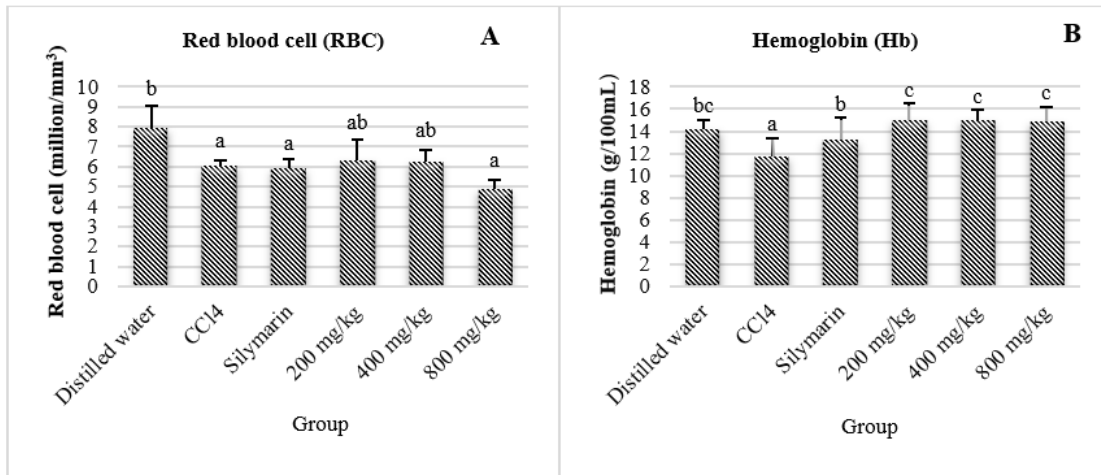 Red blood cell (RBC)
A
Red blood cell (million/mm³)
10
9
8
7
6
5
4
3
2
1
0
b
a
a
ab
ab
a
Distilled water
CC14
Silymarin
200 mg/kg
400 mg/kg
800 mg/kg
Group
Hemoglobin (Hb)
B
Hemoglobin (g/100mL)
18
16
14
12
10
8
6
4
2
0
bc
a
b
c
c
c
Distilled water
CC14
Silymarin
200 mg/kg
400 mg/kg
800 mg/kg
Group